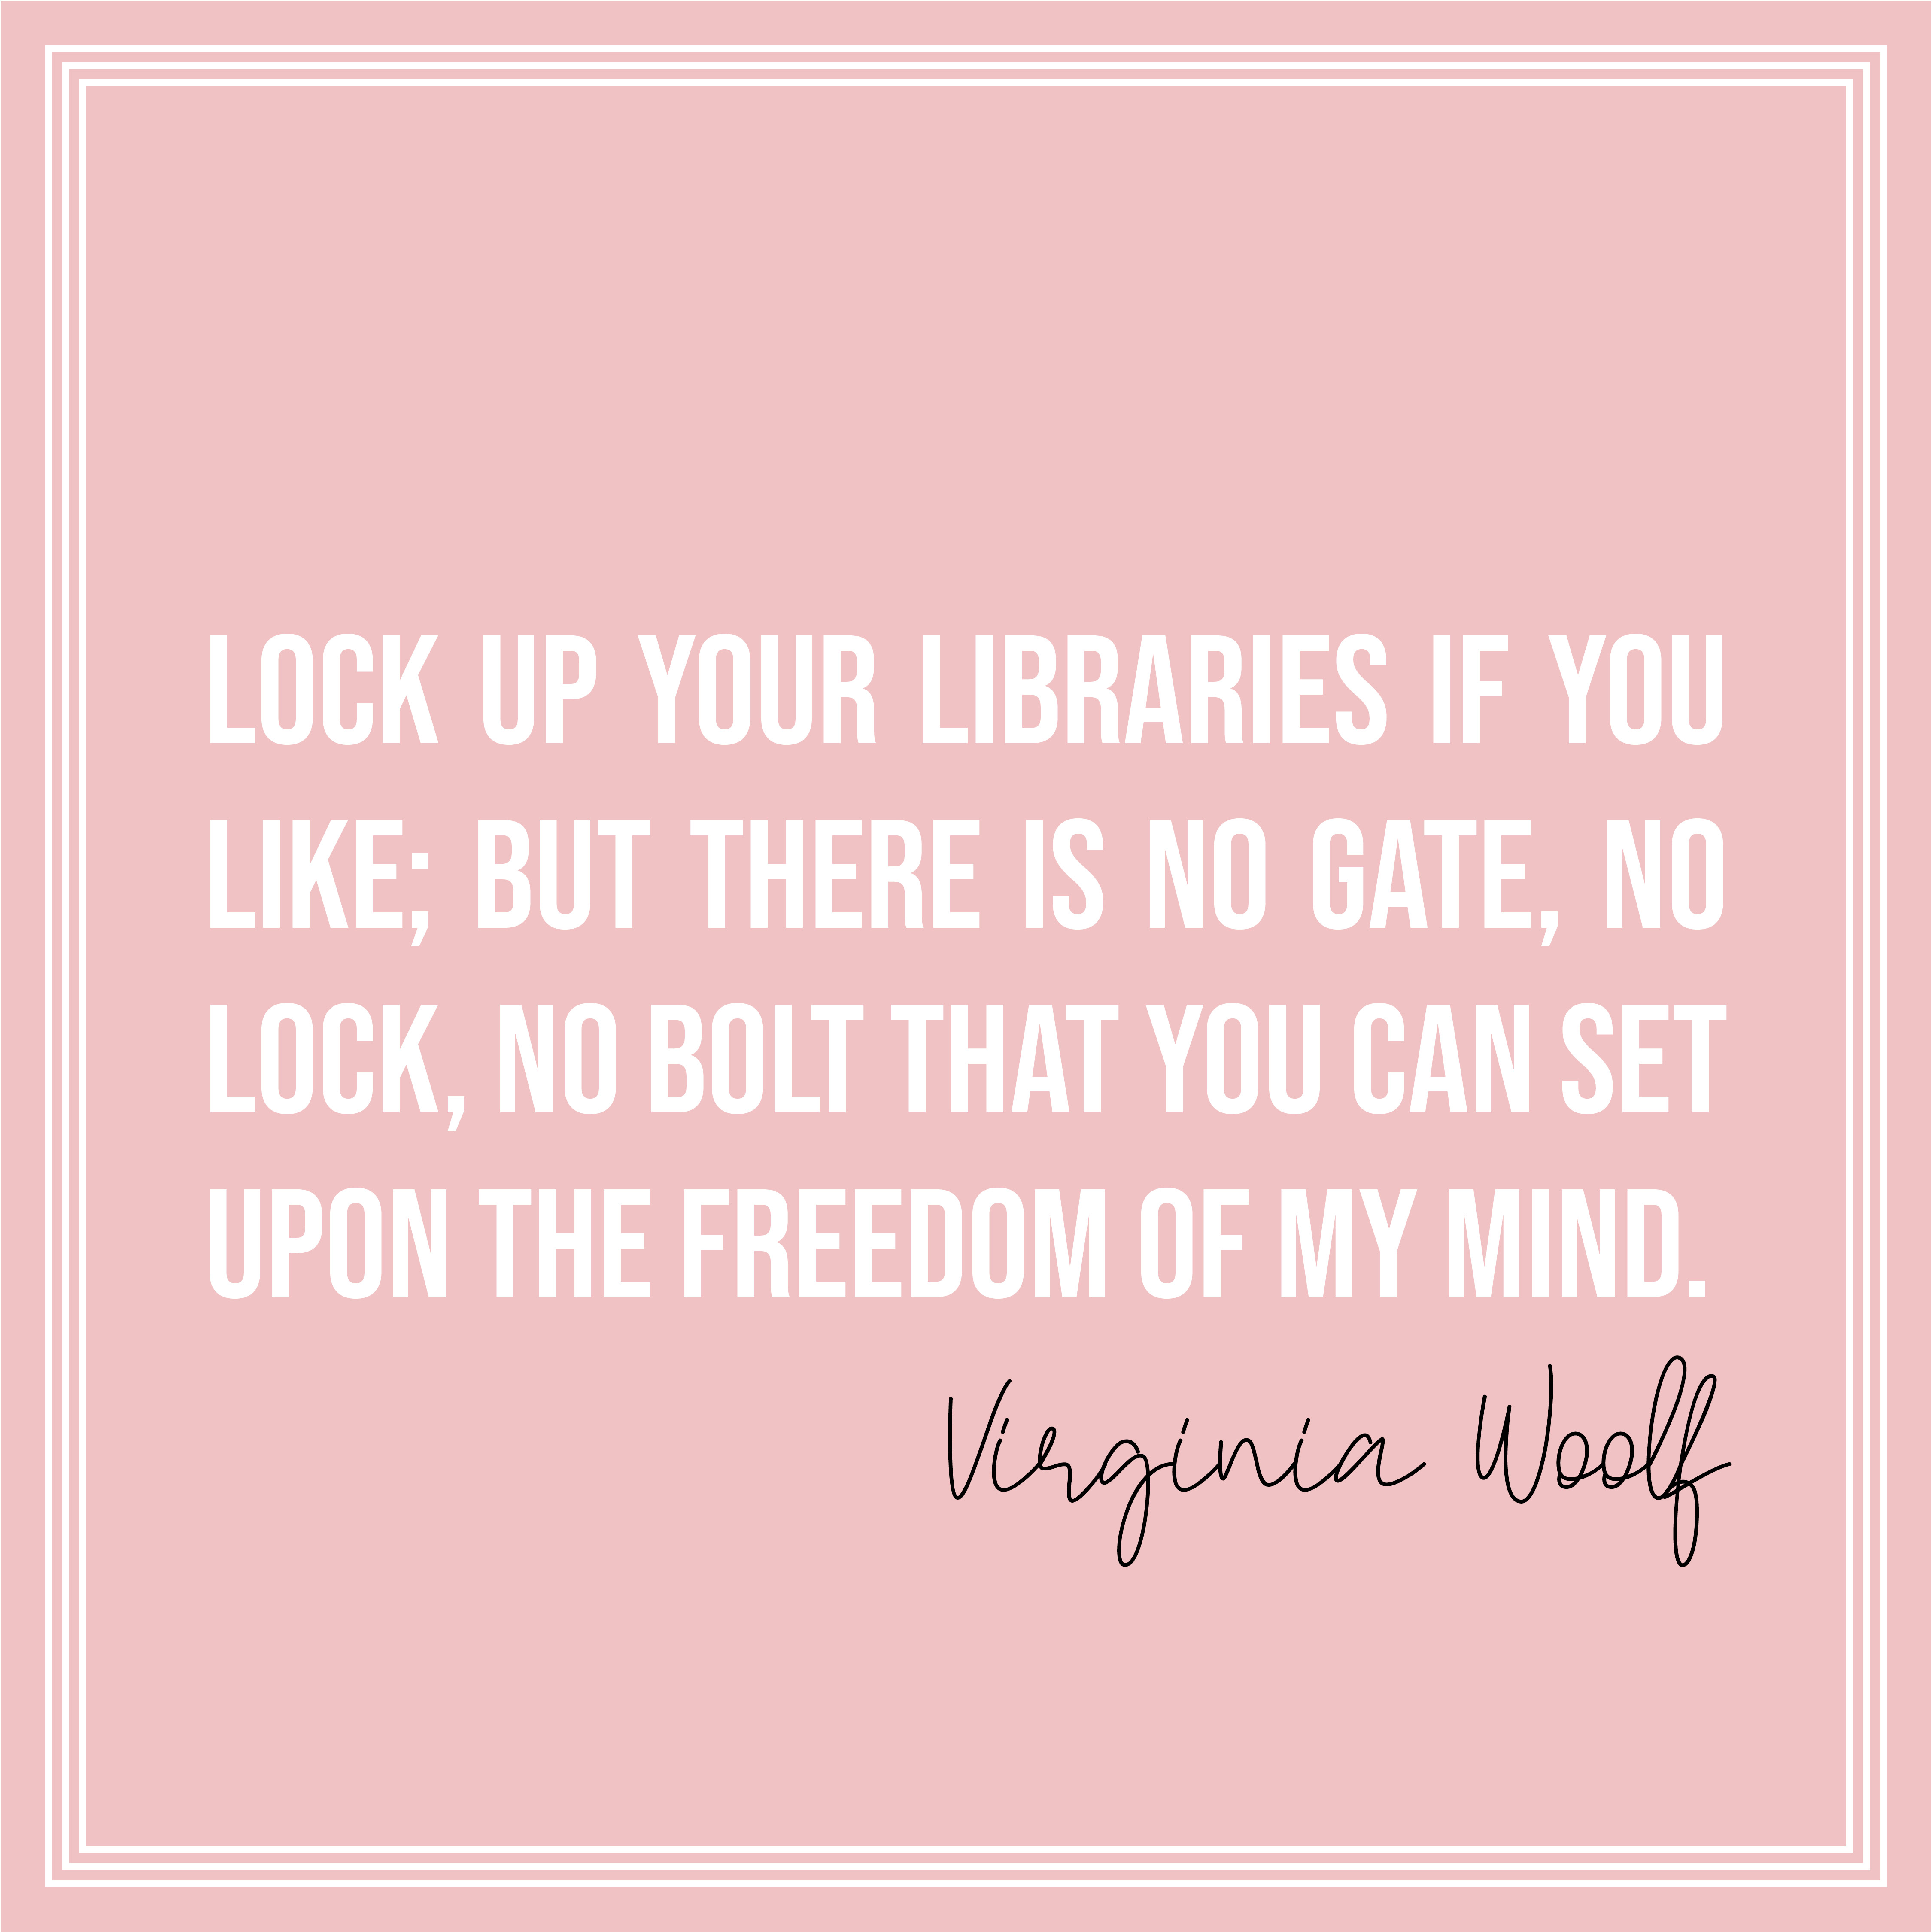 LOCK UP YOUR LIBRARIES IF YOU
LIKE; BUT THERE IS NO GATE, NO
LOCK, NO BOLT THAT YOU CAN SET
UPON THE FREEDOM OF MY MIND.
Virginia Woolf